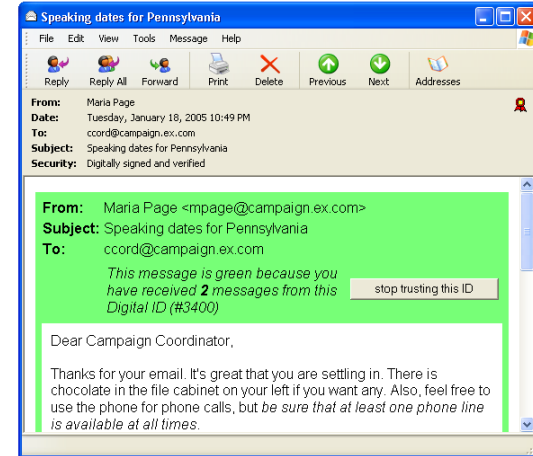 Speaking dates for Pennsylvania
File Edit View Tools Message Help
Reply Reply All Forward Print Delete Previous Next Addresses
From: Maria Page
Date: Tuesday, January 18, 2005 10:49 PM
To: ccord@campaign.ex.com
Subject: Speaking dates for Pennsylvania
Security: Digitally signed and verified
From: Maria Page <mpage@campaign.ex.com>
Subject: Speaking dates for Pennsylvania
To: ccord@campaign.ex.com
This message is green because you
have received 2 messages from this
Digital ID (#3400)
stop trusting this ID
Dear Campaign Coordinator,
Thanks for your email. It's great that you are settling in. There is
chocolate in the file cabinet on your left if you want any. Also, feel free to
use the phone for phone calls, but be sure that at least one phone line
is available at all times.